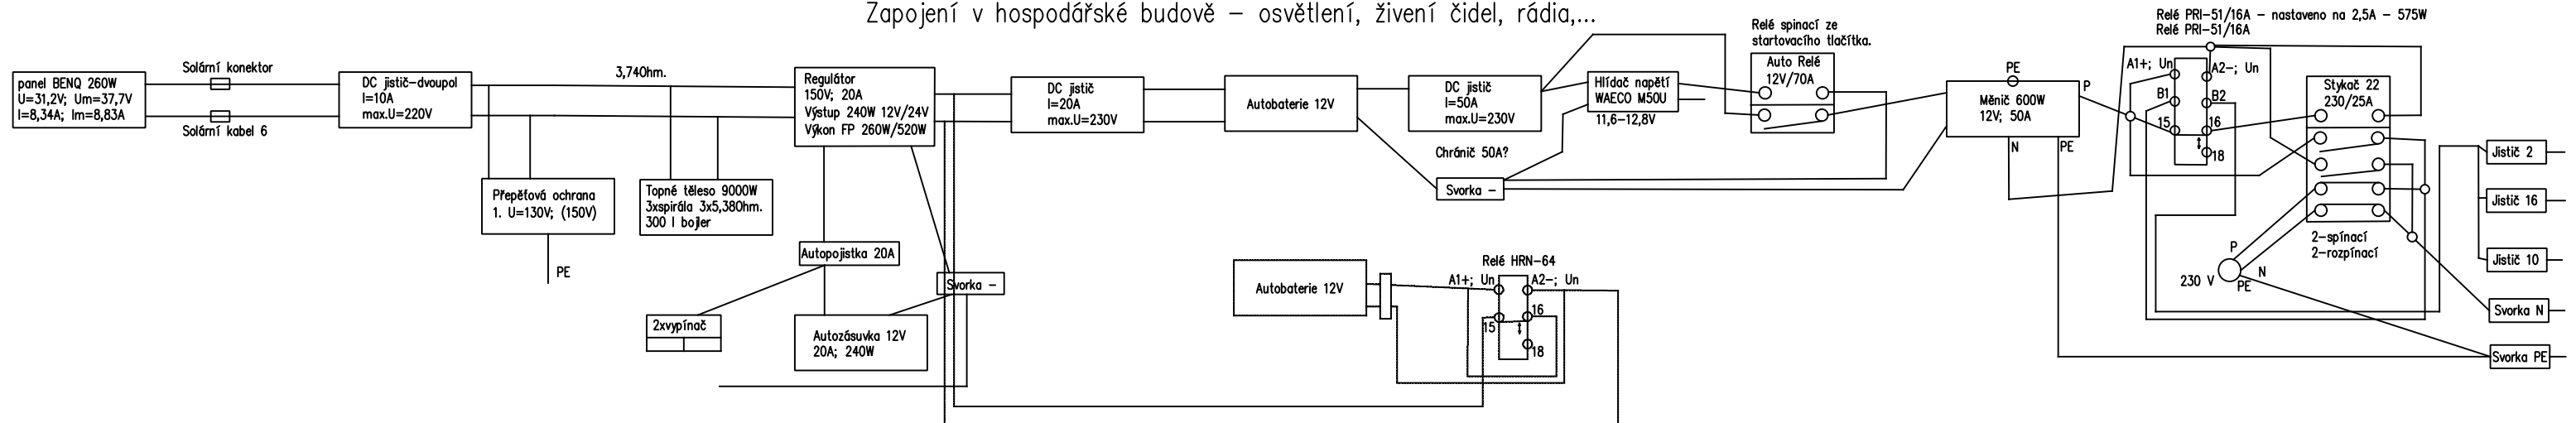 Zapojení v hospodářské budově – osvětlení, živení čidel, rádia,...
panel BENQ 260W
U=31,2V; Um=37,7V
I=8,34A; Im=8,83A
Solární konektor
Solární kabel 6
DC jistič-dvoupol
I=10A
max.U=220V
3,74Ohm.
Přepěťová ochrana
1. U=130V; (150V)
PE
Topné těleso 9000W
3xspirála 3x5,38Ohm.
300 l bojler
Regulátor
150V; 20A
Výstup 240W 12V/24V
Výkon FP 260W/520W
Autopojistka 20A
2xvypínač
Autozásuvka 12V
20A; 240W
Svorka –
DC jistič
I=20A
max.U=230V
Autobaterie 12V
DC jistič
I=50A
max.U=230V
Chránič 50A?
Svorka –
Hlídač napětí
WAECO M50U
11,6–12,8V
Relé spinací ze
startovacího tlačítka.
Auto Relé
12V/70A
Autobaterie 12V
Relé HRN-64
A1+; Un
A2-; Un
15
16
18
PE
Měnič 600W
12V; 50A
P
N
PE
Relé PRI-51/16A – nastaveno na 2,5A – 575W
Relé PRI-51/16A
A1+; Un
A2-; Un
B1
B2
15
16
18
Stykač 22
230/25A
2-spínací
2-rozpínací
P
230 V
N
PE
Jistič 2
Jistič 16
Jistič 10
Svorka N
Svorka PE